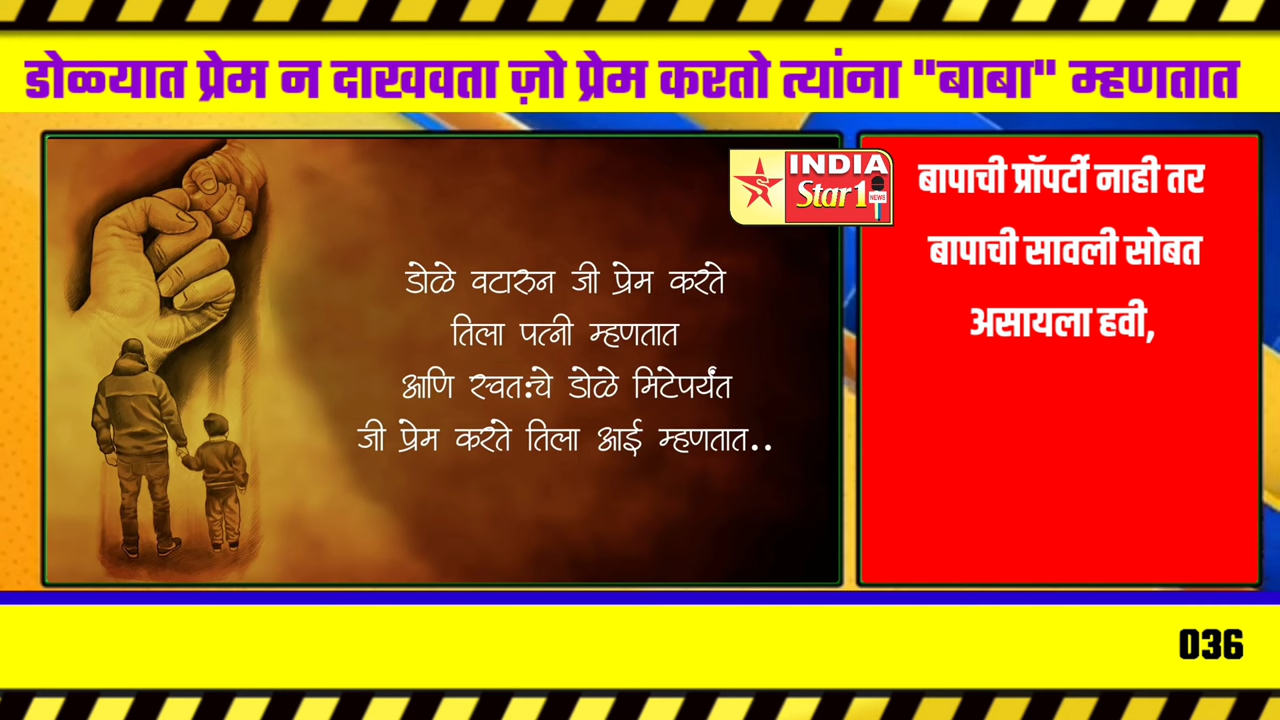 डोळ्यात प्रेम न दाखवता ज़ो प्रेम करतो त्यांना "बाबा" म्हणतात
INDIA
Star1
NEWS
डोळे वटारुन जी प्रेम करते
तिला पत्नी म्हणतात
आणि स्वत:चे डोळे मिटेपर्यंत
जी प्रेम करते तिला आई म्हणतात..
बापाची प्रॉपर्टी नाही तर
बापाची सावली सोबत
असायला हवी,
036